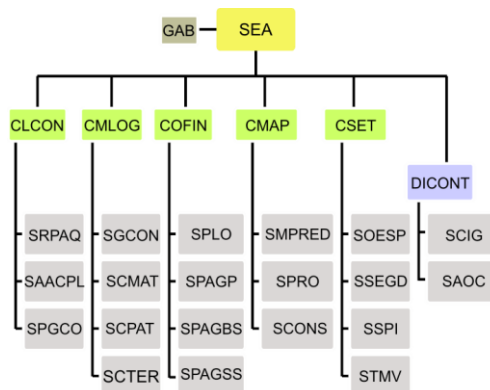 GAB SEA
CLCON CMLOG COFIN CMAP CSET
DICONT
SRPAQ SGCON SPLO SMPRED SOESP SCIG
SAACPL SCMAT SPAGP SPRO SSEGD SAOC
SPGCO SCPAT SPAGBS SCONS SSPI
SCTER SPAGSS STMV